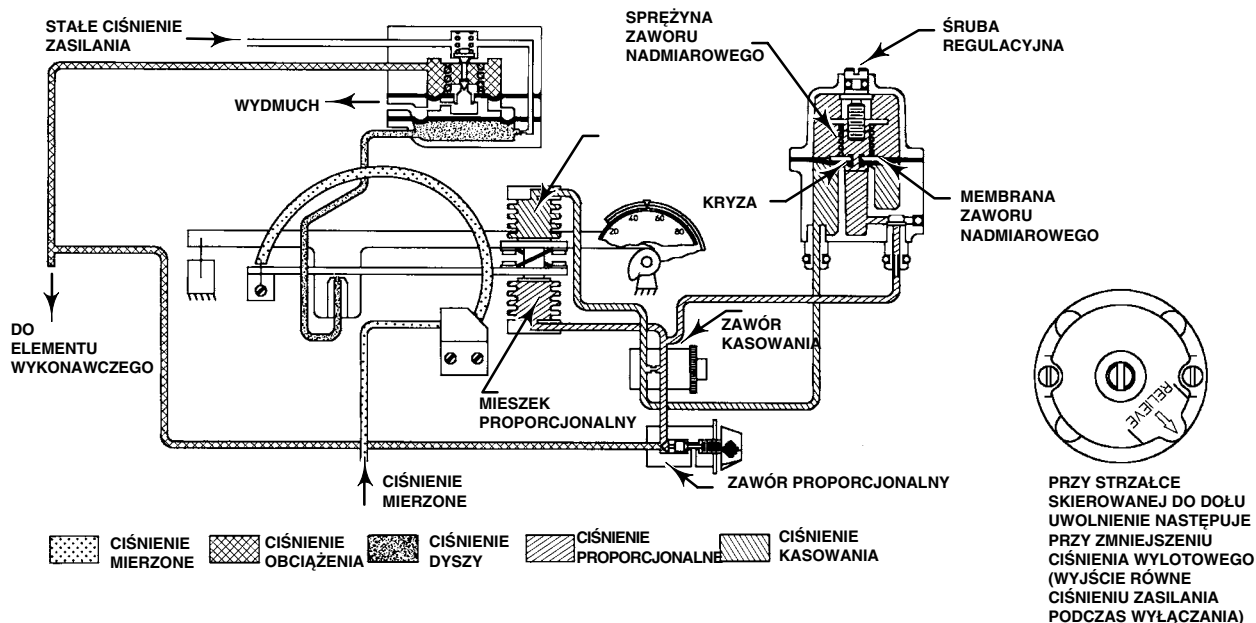 STAŁE CIŚNIENIE
ZASILANIA
WYDMUCH
SPRĘŻYNA
ZAWORU
NADMIAROWEGO
ŚRUBA
REGULACYJNA
KRYZA
MEMBRANA
ZAWORU
NADMIAROWEGO
20 40 60 80
DO
ELEMENTU
WYKONAWCZEGO
MIESZEK
PROPORCJONALNY
ZAWÓR
KASOWANIA
ZAWÓR PROPORCJONALNY
CIŚNIENIE
MIERZONE
RELIEVE
PRZY STRZAŁCE
SKIEROWANEJ DO DOŁU
UWOLNIENIE NASTĘPUJE
PRZY ZMNIEJSZENIU
CIŚNIENIA WYLOTOWEGO
(WYJŚCIE RÓWNE
CIŚNIENIU ZASILANIA
PODCZAS WYŁACZANIA)
CIŚNIENIE
MIERZONE
CIŚNIENIE
OBCIĄŻENIA
CIŚNIENIE
DYSZY
CIŚNIENIE
PROPORCJONALNE
CIŚNIENIE
KASOWANIA